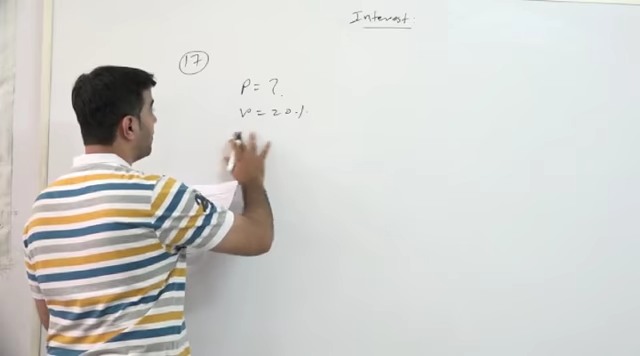 Interest:
17
P = ?
r = 20%